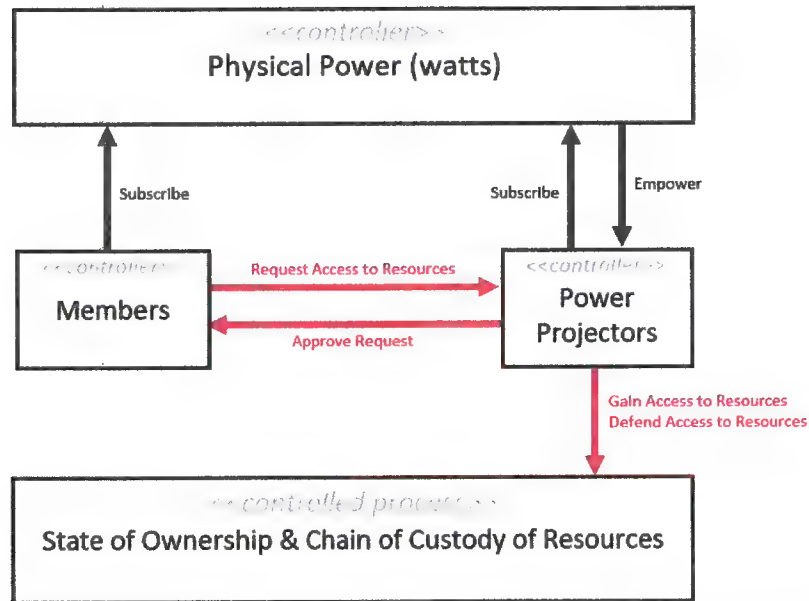 <<controller>>
Physical Power (watts)
Subscribe
Subscribe
Empower
<<controller>>
Members
Request Access to Resources
Approve Request
<<controller>>
Power
Projectors
Gain Access to Resources
Defend Access to Resources
<<controlled process>>
State of Ownership & Chain of Custody of Resources